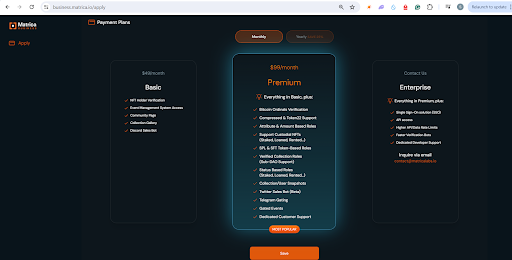 business.matrica.io/apply
Relaunch to update
Matrica
Payment Plans
Apply
Monthly
Yearly
$49/month
Basic
NFT Holder Verification
Event Management System Access
Community Page
Collection Gallery
Discord Sales Bot
$99/month
Premium
Everything in Basic, plus:
Bitcoin Ordinals Verification
Compressed & Token22 Support
Attribute & Amount Based Roles
Support Custodial NFTs
(Staked, Loaned, Rented...)
SPL & SFT Token-Based Roles
Verified Collection Roles
(Sub-DAO Support)
Status Based Roles
(Staked, Loaned, Rented...)
Collection/User Snapshots
Twitter Sales Bot (Beta)
Telegram Gating
Gated Events
Dedicated Customer Support
MOST POPULAR
Contact Us
Enterprise
Everything in Premium, plus:
Single Sign-On solution (SSO)
API access
Higher API/Data Rate Limits
Faster Verification Bots
Dedicated Developer Support
Inquire via email
contact@matricalabs.io
Save